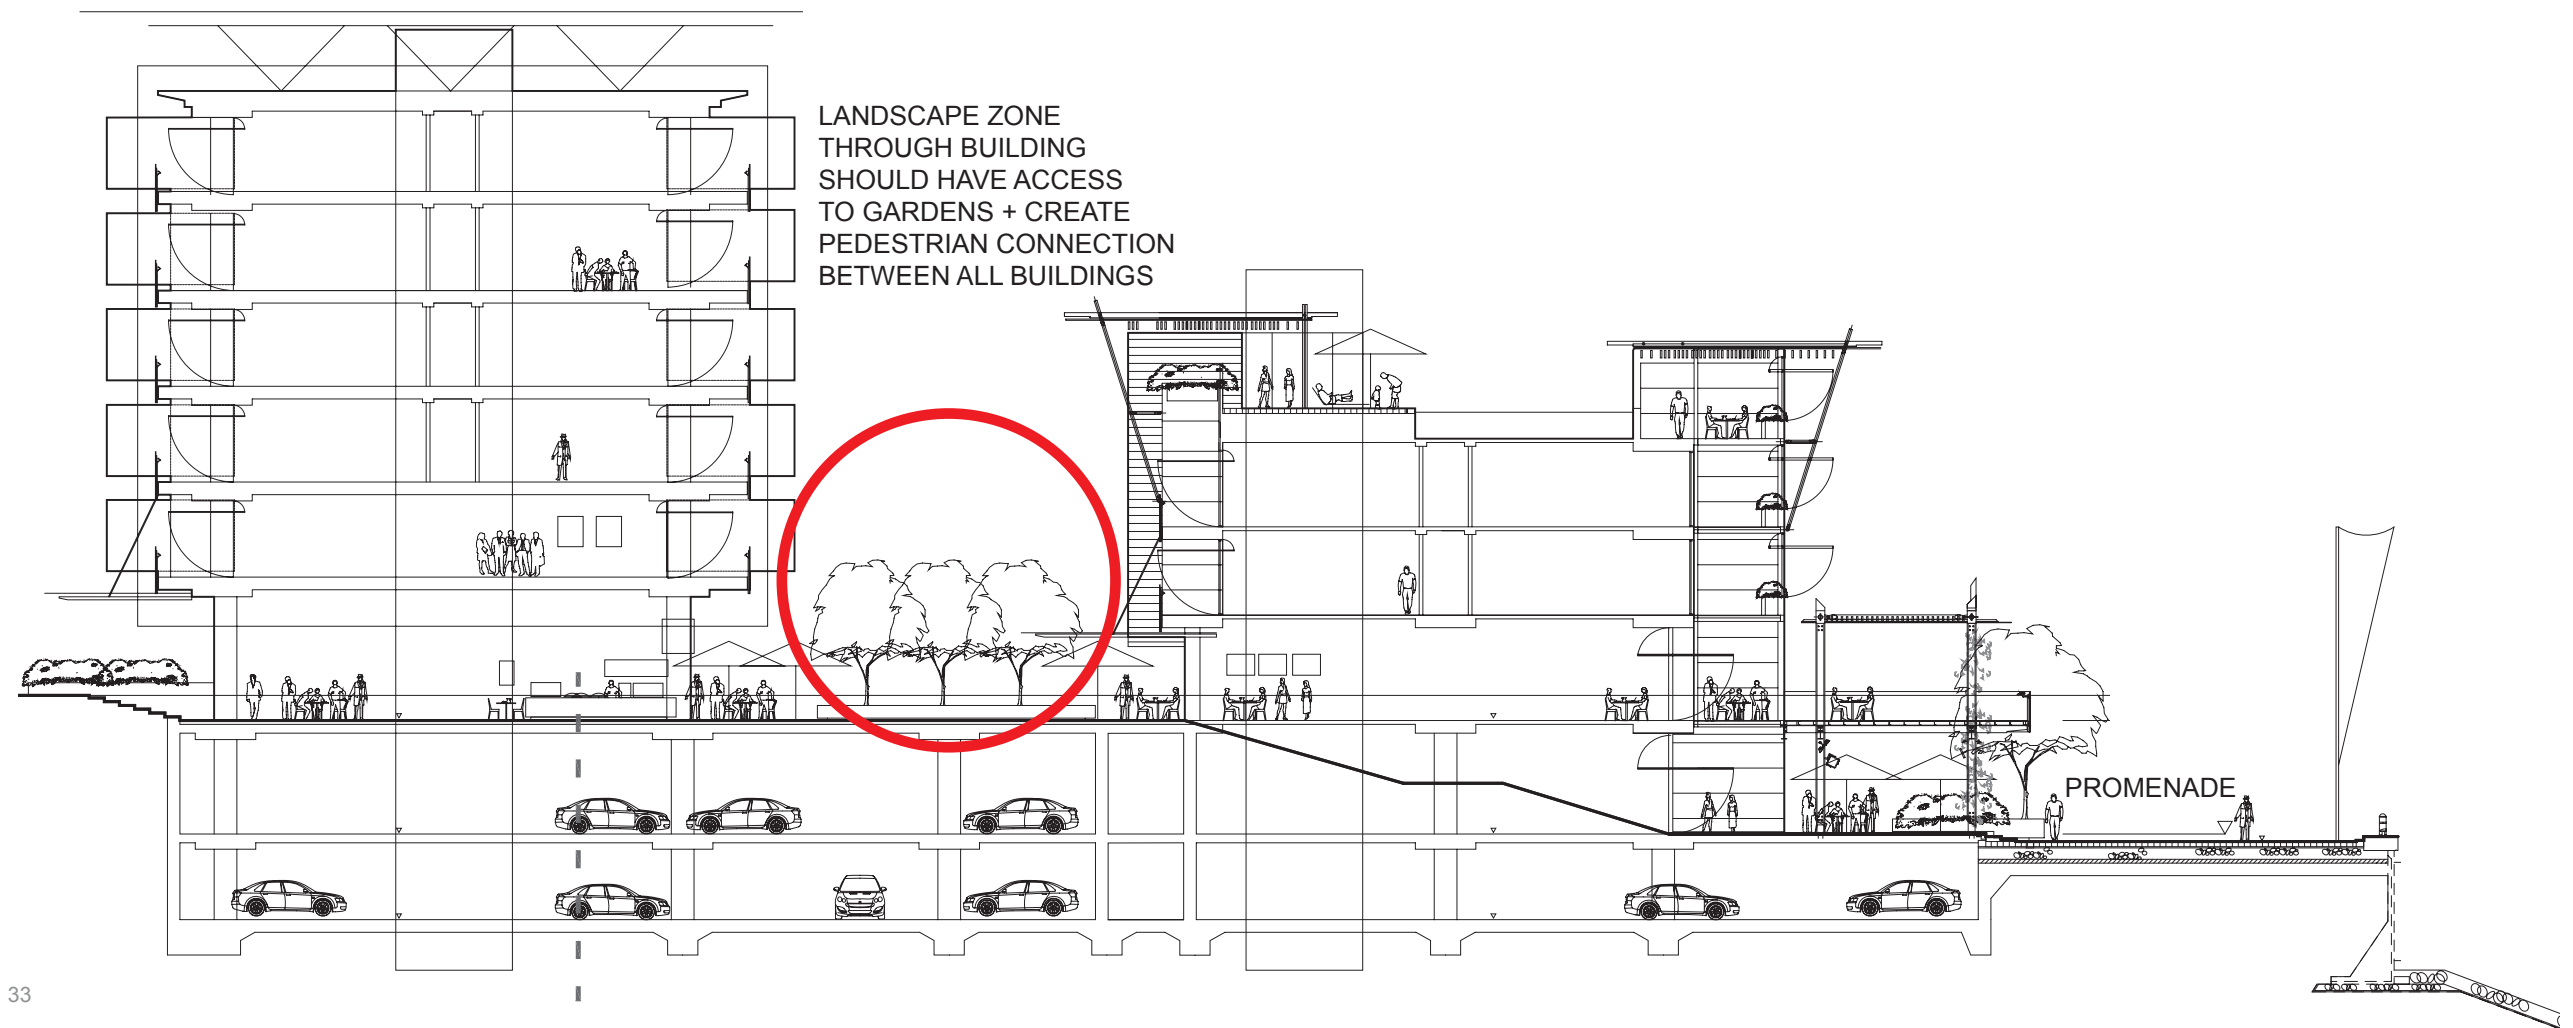 LANDSCAPE ZONE
THROUGH BUILDING
SHOULD HAVE ACCESS
TO GARDENS + CREATE
PEDESTRIAN CONNECTION
BETWEEN ALL BUILDINGS
PROMENADE
33